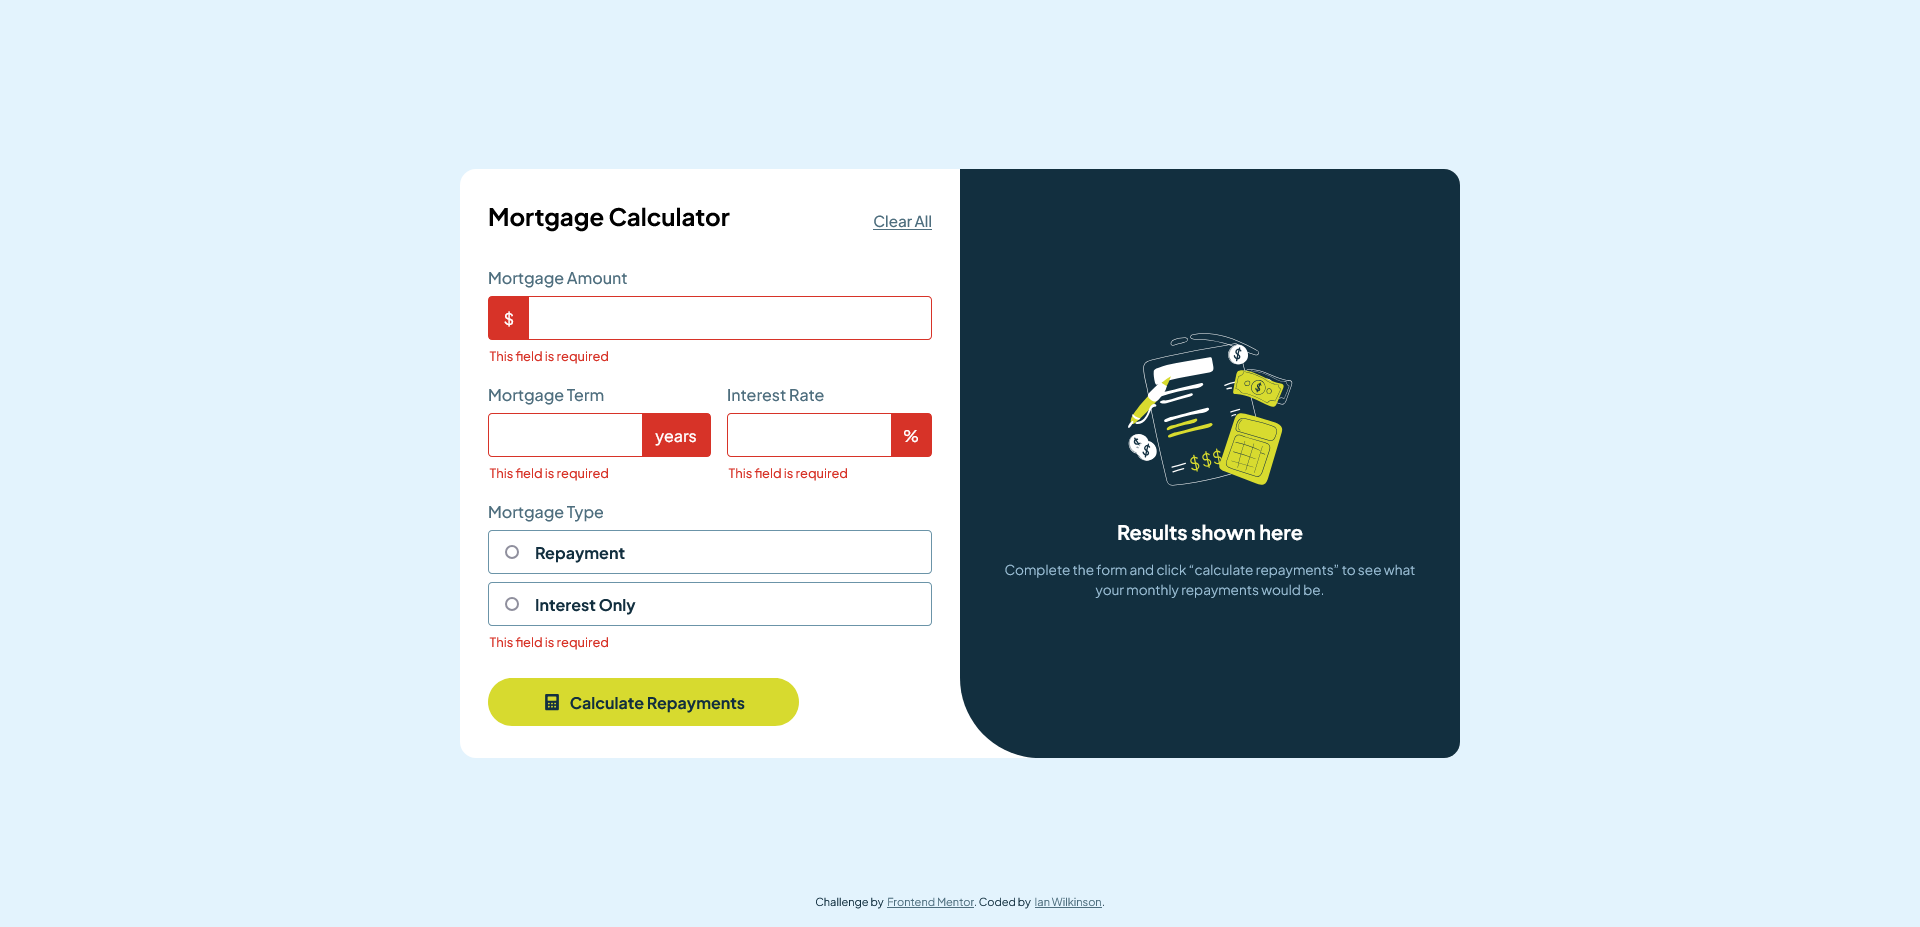 Mortgage Calculator
Clear All
Mortgage Amount
$
This field is required
Mortgage Term
Interest Rate
years
%
This field is required
This field is required
Mortgage Type
Repayment
Interest Only
This field is required
Calculate Repayments
$
$
$
$
$$$
Results shown here
Complete the form and click “calculate repayments” to see what
your monthly repayments would be.
Challenge by Frontend Mentor. Coded by Ian Wilkinson.